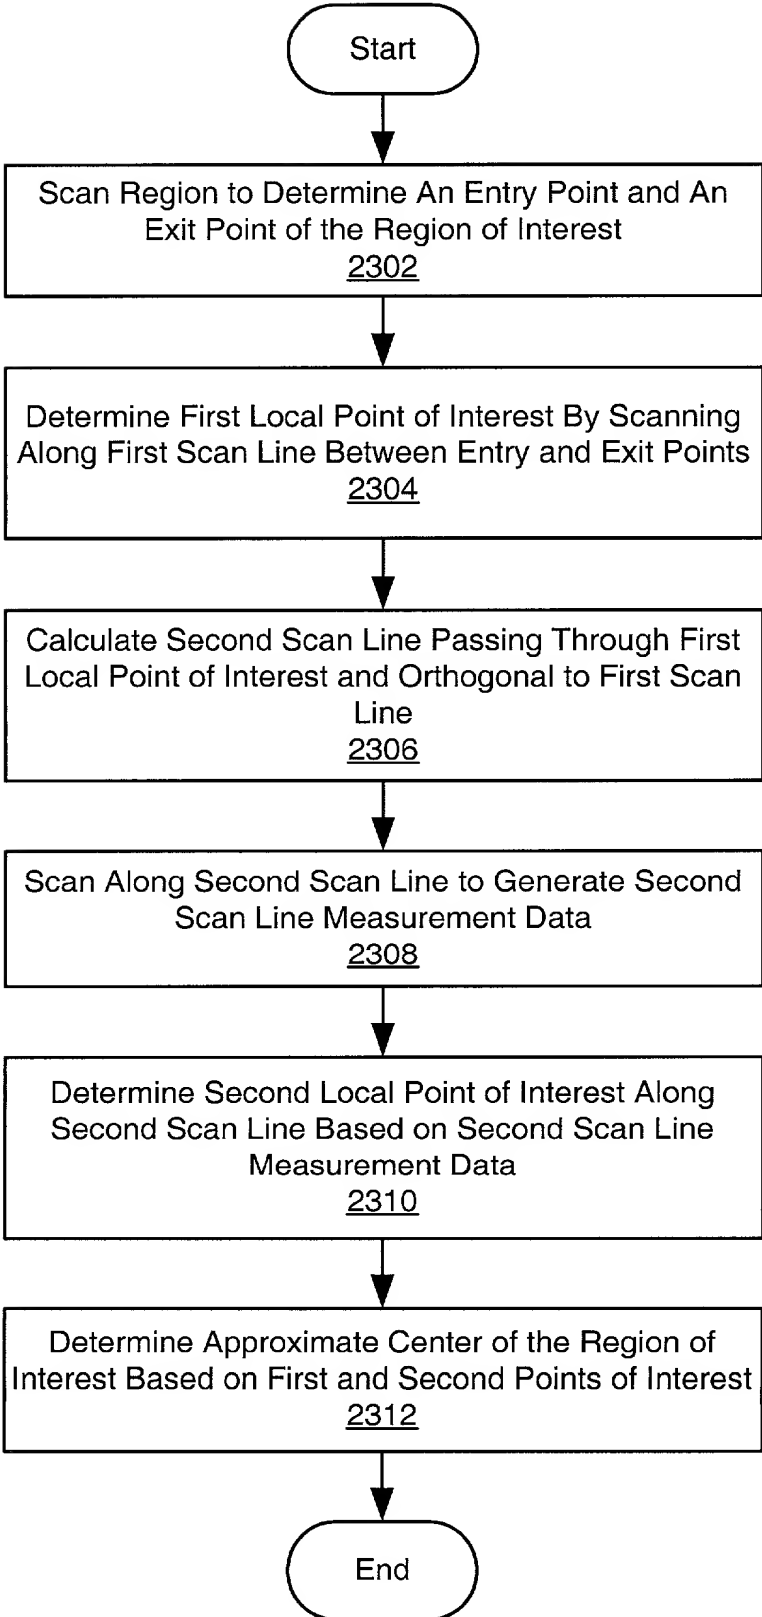 Start
Scan Region to Determine An Entry Point and An
Exit Point of the Region of Interest
2302
Determine First Local Point of Interest By Scanning
Along First Scan Line Between Entry and Exit Points
2304
Calculate Second Scan Line Passing Through First
Local Point of Interest and Orthogonal to First Scan
Line
2306
Scan Along Second Scan Line to Generate Second
Scan Line Measurement Data
2308
Determine Second Local Point of Interest Along
Second Scan Line Based on Second Scan Line
Measurement Data
2310
Determine Approximate Center of the Region of
Interest Based on First and Second Points of Interest
2312
End